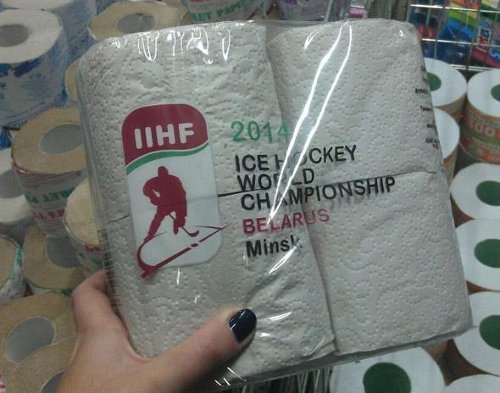 IIHF
2014
ICE HOCKEY
WORLD
CHAMPIONSHIP
BELARUS
Minsk